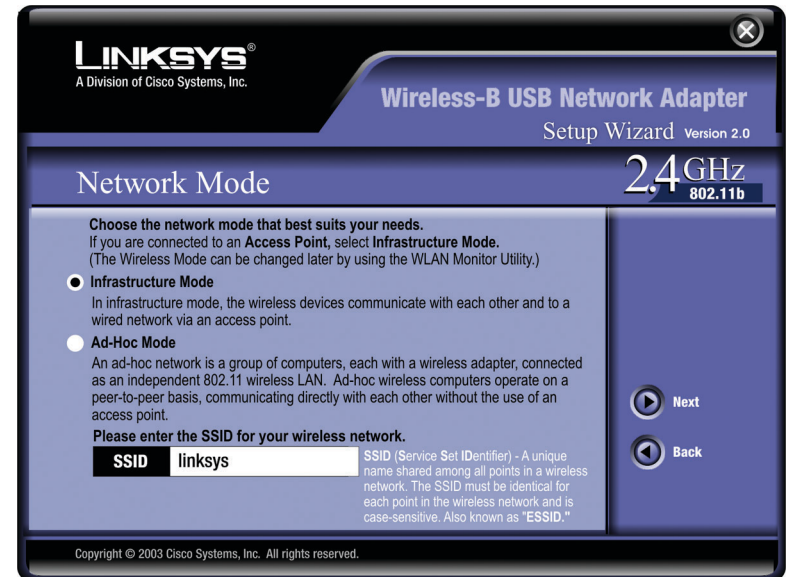 LINKSYS®
A Division of Cisco Systems, Inc.
Wireless-B USB Network Adapter
Setup Wizard Version 2.0
Network Mode
2.4 GHz
802.11b
Choose the network mode that best suits your needs.
If you are connected to an Access Point, select Infrastructure Mode.
(The Wireless Mode can be changed later by using the WLAN Monitor Utility.)
Infrastructure Mode
In infrastructure mode, the wireless devices communicate with each other and to a
wired network via an access point.
Ad-Hoc Mode
An ad-hoc network is a group of computers, each with a wireless adapter, connected
as an independent 802.11 wireless LAN. Ad-hoc wireless computers operate on a
peer-to-peer basis, communicating directly with each other without the use of an
access point.
Please enter the SSID for your wireless network.
SSID linksys
SSID (Service Set IDentifier) - A unique
name shared among all points in a wireless
network. The SSID must be identical for
each point in the wireless network and is
case-sensitive. Also known as "ESSID."
Next
Back
Copyright © 2003 Cisco Systems, Inc. All rights reserved.